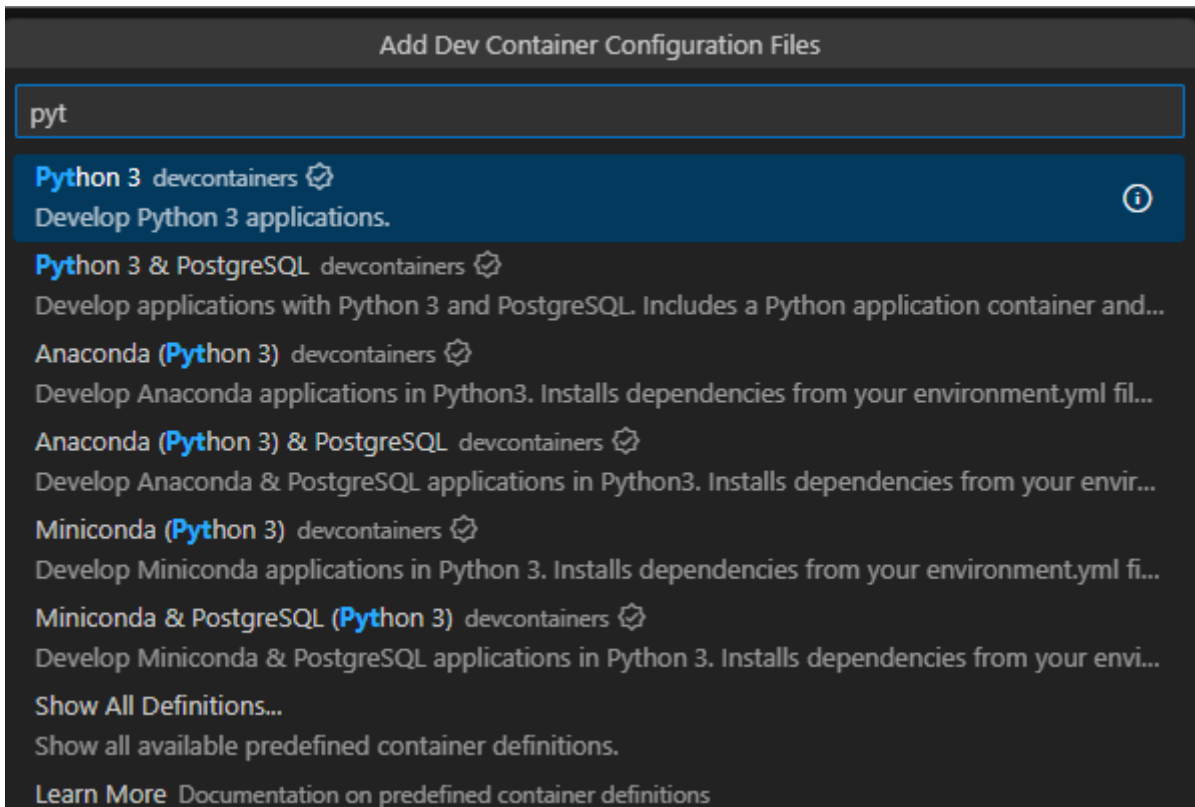 Add Dev Container Configuration Files
pyt
Python 3 devcontainers
Develop Python 3 applications.
Python 3 & PostgreSQL devcontainers
Develop applications with Python 3 and PostgreSQL. Includes a Python application container and...
Anaconda (Python 3) devcontainers
Develop Anaconda applications in Python3. Installs dependencies from your environment.yml fil...
Anaconda (Python 3) & PostgreSQL devcontainers
Develop Anaconda & PostgreSQL applications in Python3. Installs dependencies from your envir...
Miniconda (Python 3) devcontainers
Develop Miniconda applications in Python 3. Installs dependencies from your environment.yml fi...
Miniconda & PostgreSQL (Python 3) devcontainers
Develop Miniconda & PostgreSQL applications in Python 3. Installs dependencies from your envi...
Show All Definitions...
Show all available predefined container definitions.
Learn More Documentation on predefined container definitions